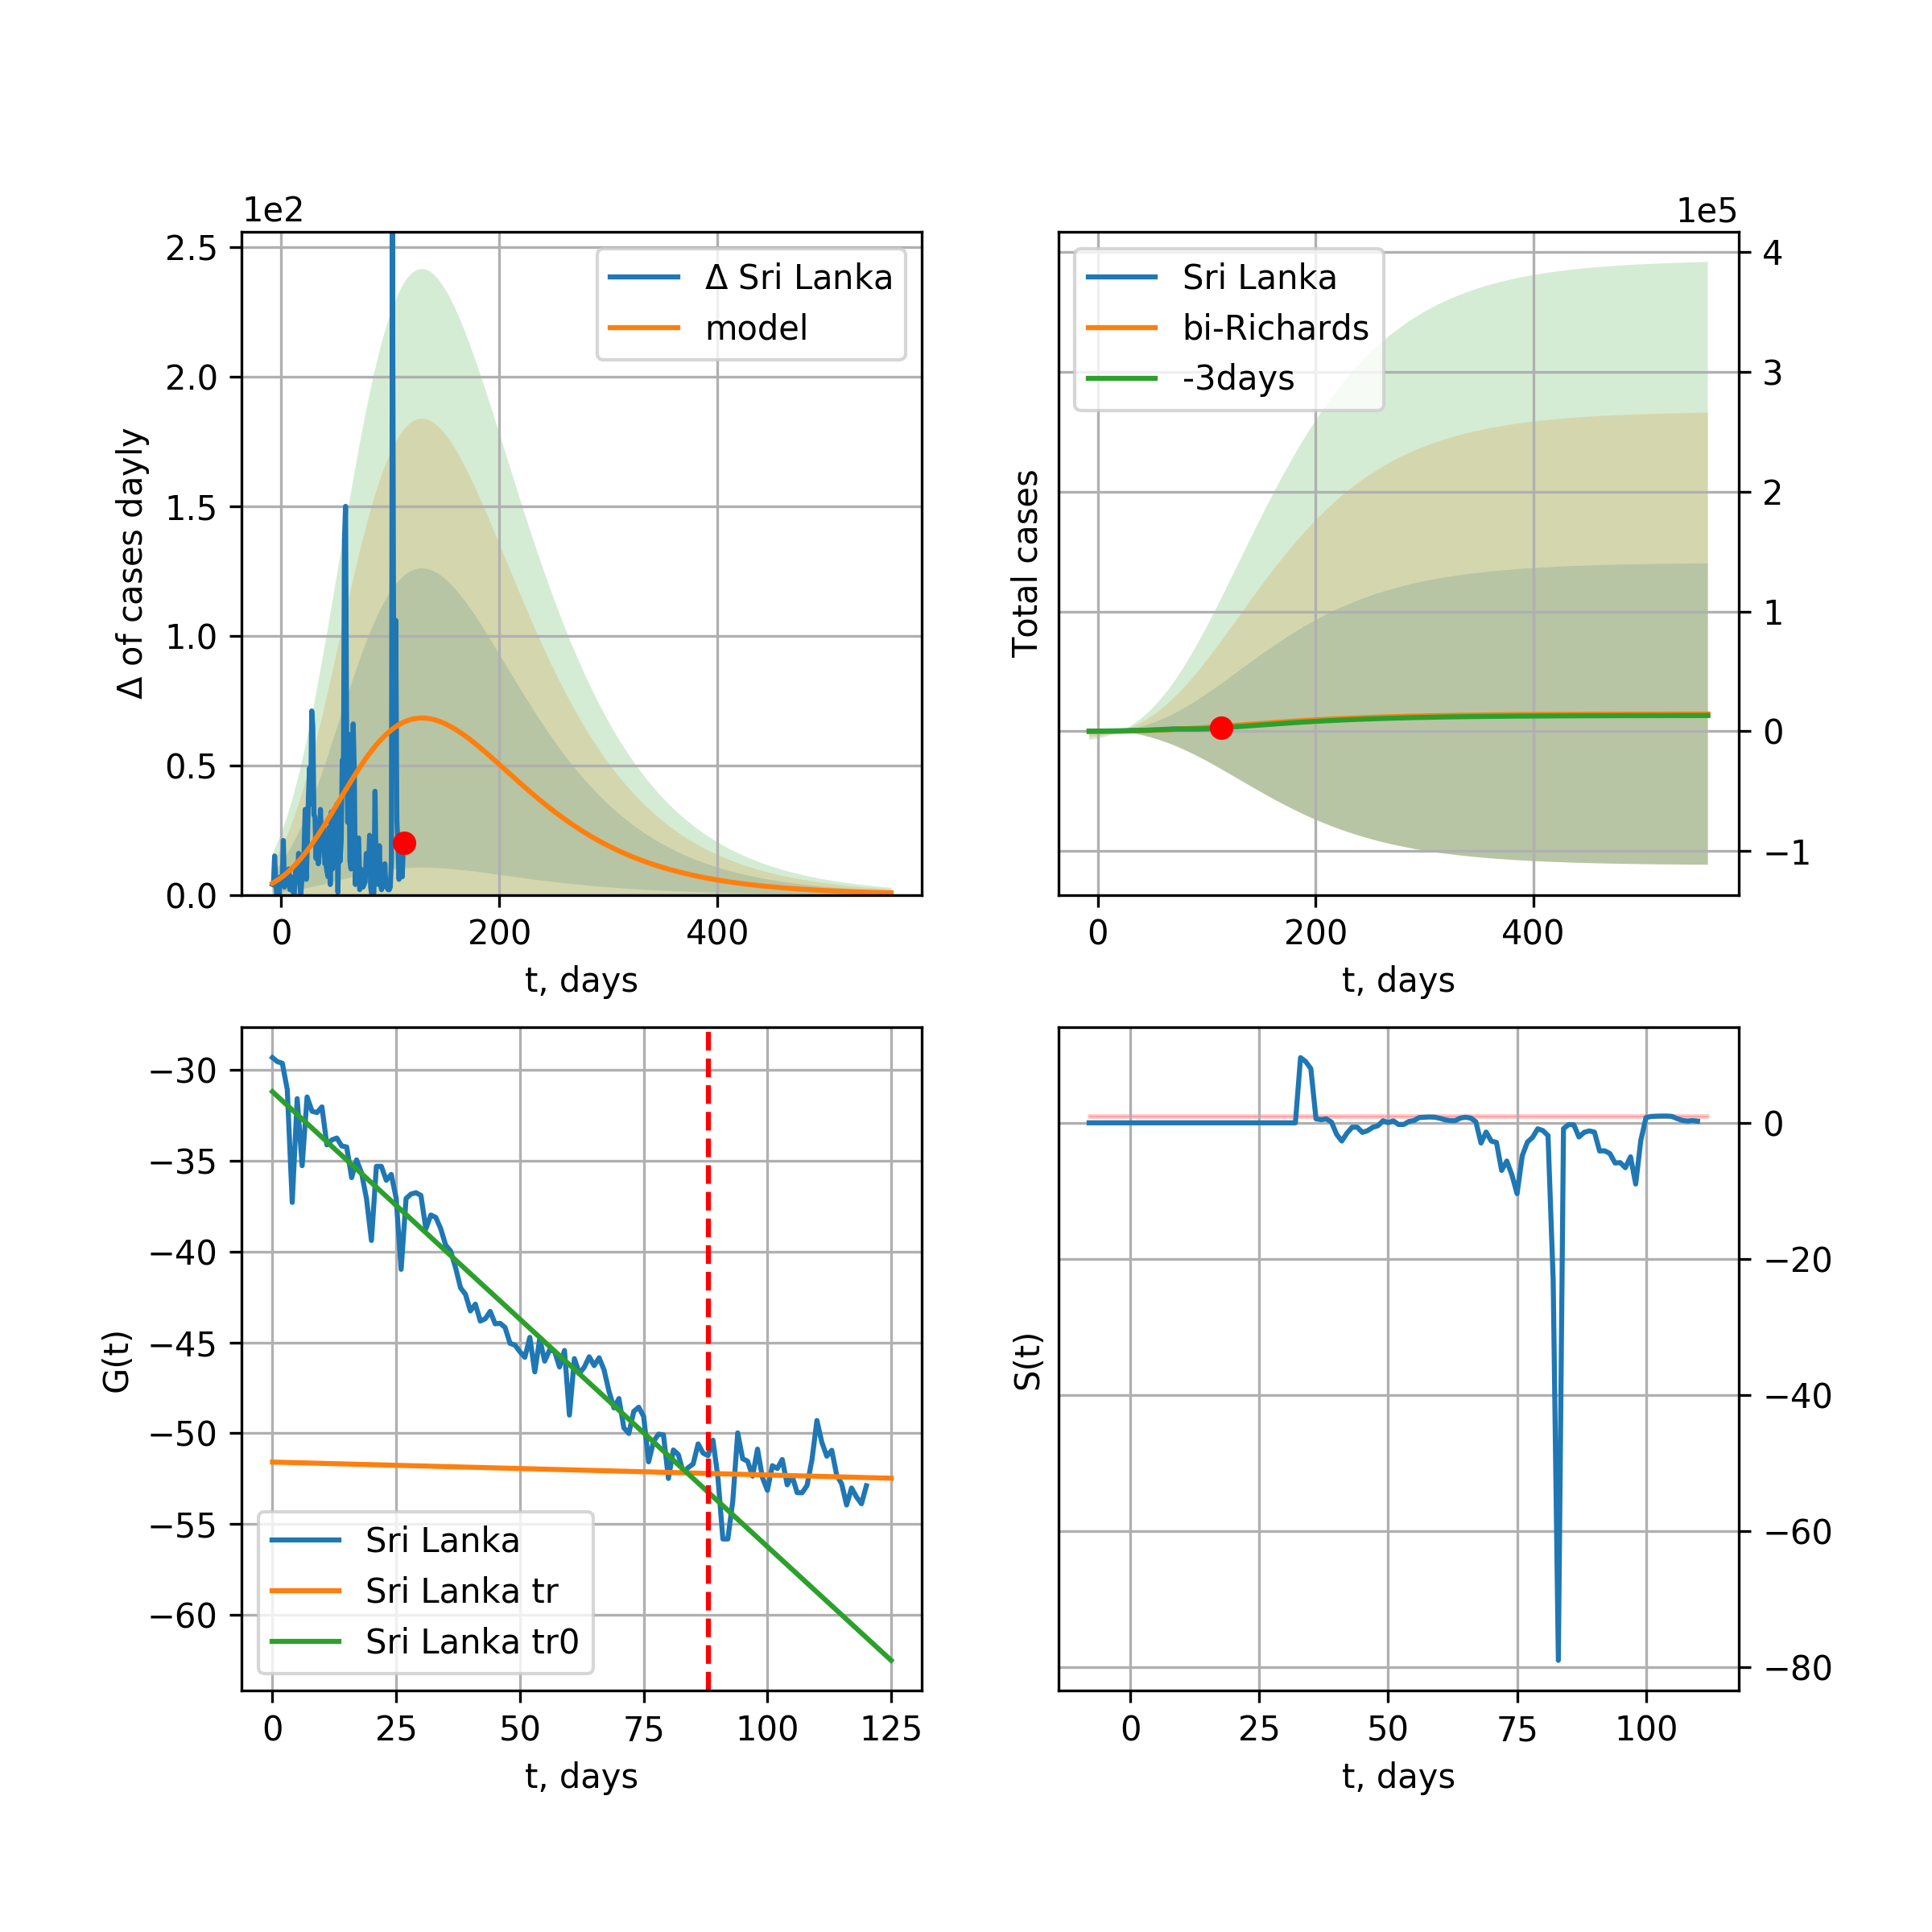 1e2
2.5
2.0
1.5
1.0
0.5
0.0
Δ of cases dayly
Δ Sri Lanka
model
0 200 400
t, days
1e5
4
3
2
1
0
−1
Total cases
Sri Lanka
bi-Richards
-3days
0 200 400
t, days
−30
−35
−40
−45
−50
−55
−60
G(t)
Sri Lanka
Sri Lanka tr
Sri Lanka tr0
0 25 50 75 100 125
t, days
0
−20
−40
−60
−80
S(t)
0 25 50 75 100
t, days